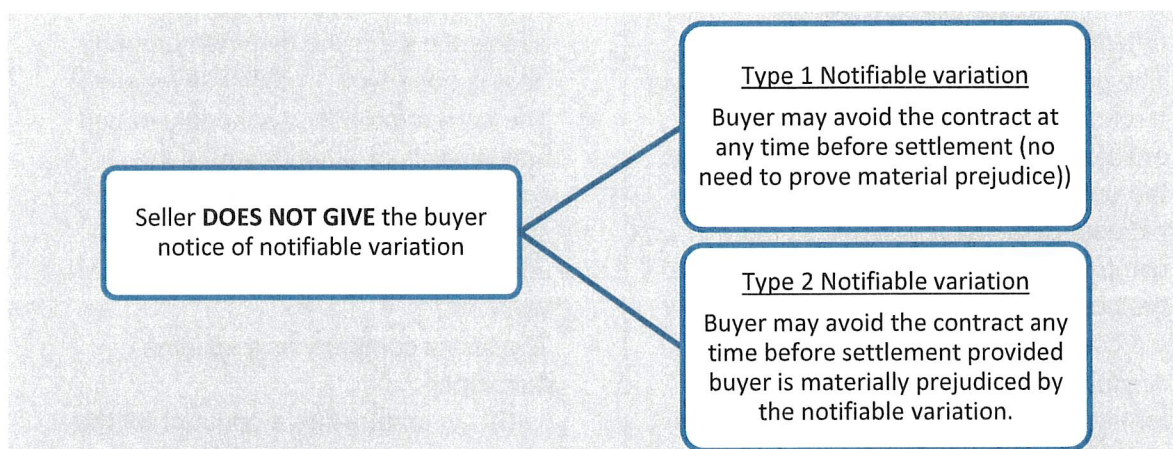 Seller DOES NOT GIVE the buyer
notice of notifiable variation
Type 1 Notifiable variation
Buyer may avoid the contract at
any time before settlement (no
need to prove material prejudice))
Type 2 Notifiable variation
Buyer may avoid the contract any
time before settlement provided
buyer is materially prejudiced by
the notifiable variation.